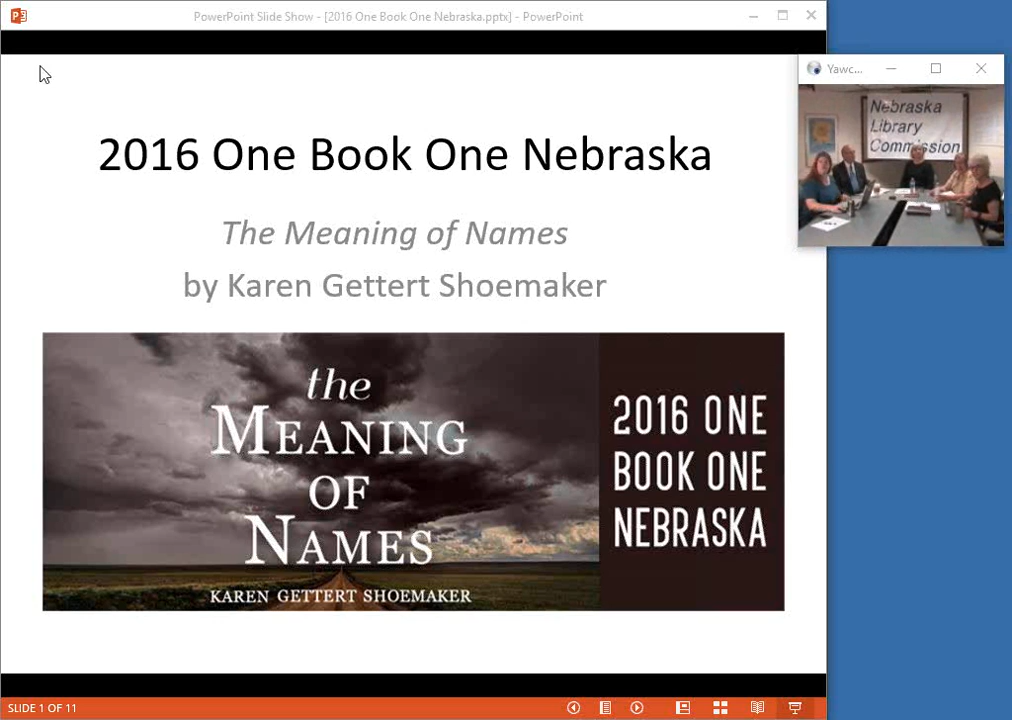 PowerPoint Slide Show - [2016 One Book One Nebraska.pptx] - PowerPoint
Yawc...
Nebraska
Library
Commission
2016 One Book One Nebraska
The Meaning of Names
by Karen Gettert Shoemaker
the
MEANING
OF
NAMES
KAREN GETTERT SHOEMAKER
2016 ONE
BOOK ONE
NEBRASKA
SLIDE 1 OF 11